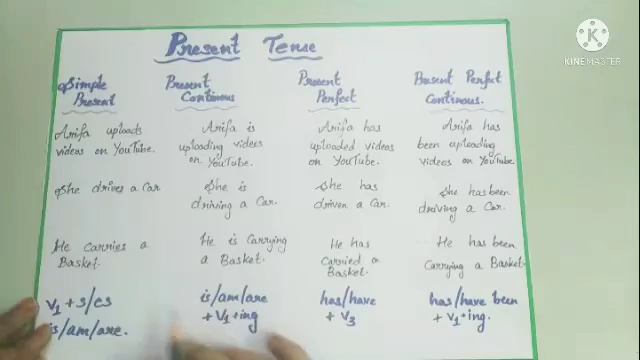 Present Tense
KINEMASTER
Simple
Present
Arifa uploads
videos on YouTube.
She drives a Car
He Carries a
Basket.
V1 + s/es
is/am/are.
Present
Continous
Arifa is
uploading videos
on YouTube.
She is
driving a Car.
He is Carrying
a Basket.
is/am/are
+ V1 + ing
Present
Perfect
Arifa has
uploaded videos
on YouTube.
She has
driven a Car.
He has
Carried a
Basket.
has/have
+ V3
Present Perfect
Continous.
Arifa has
been uploading
videos on YouTube
She has been
driving a Car.
He has been
Carrying a Basket.
has/have been
+ V1 + ing.